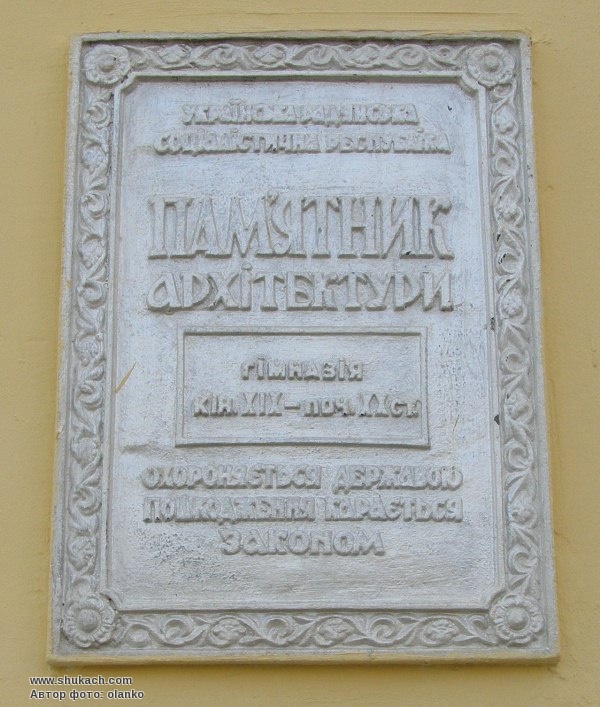 УКРАЇНСЬКА РАДЯНСЬКА
СОЦІАЛІСТИЧНА РЕСПУБЛІКА
ПАМ'ЯТНИК
АРХІТЕКТУРИ
ГІМНАЗІЯ
КІН. XIX – ПОЧ. XX СТ.
ОХОРОНЯЄТЬСЯ ДЕРЖАВОЮ
ПОШКОДЖЕННЯ КАРАЄТЬСЯ
ЗАКОНОМ
www.shukach.com
Автор фото: olanko